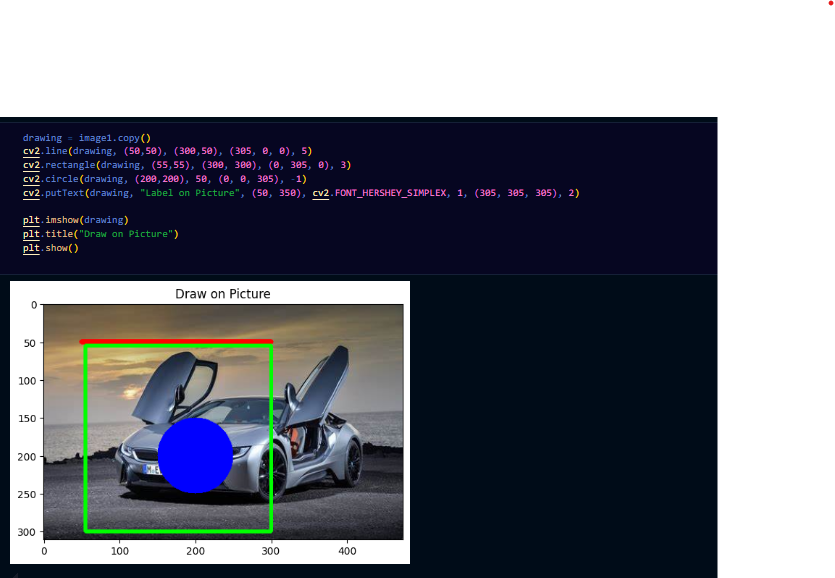 drawing = image1.copy()
cv2.line(drawing, (50,50), (300,50), (305, 0, 0), 5)
cv2.rectangle(drawing, (55,55), (300, 300), (0, 305, 0), 3)
cv2.circle(drawing, (200,200), 50, (0, 0, 305), -1)
cv2.putText(drawing, "Label on Picture", (50, 350), cv2.FONT_HERSHEY_SIMPLEX, 1, (305, 305, 305), 2)
plt.imshow(drawing)
plt.title("Draw on Picture")
plt.show()
Draw on Picture
0
50
100
150
200
250
300
0 100 200 300 400